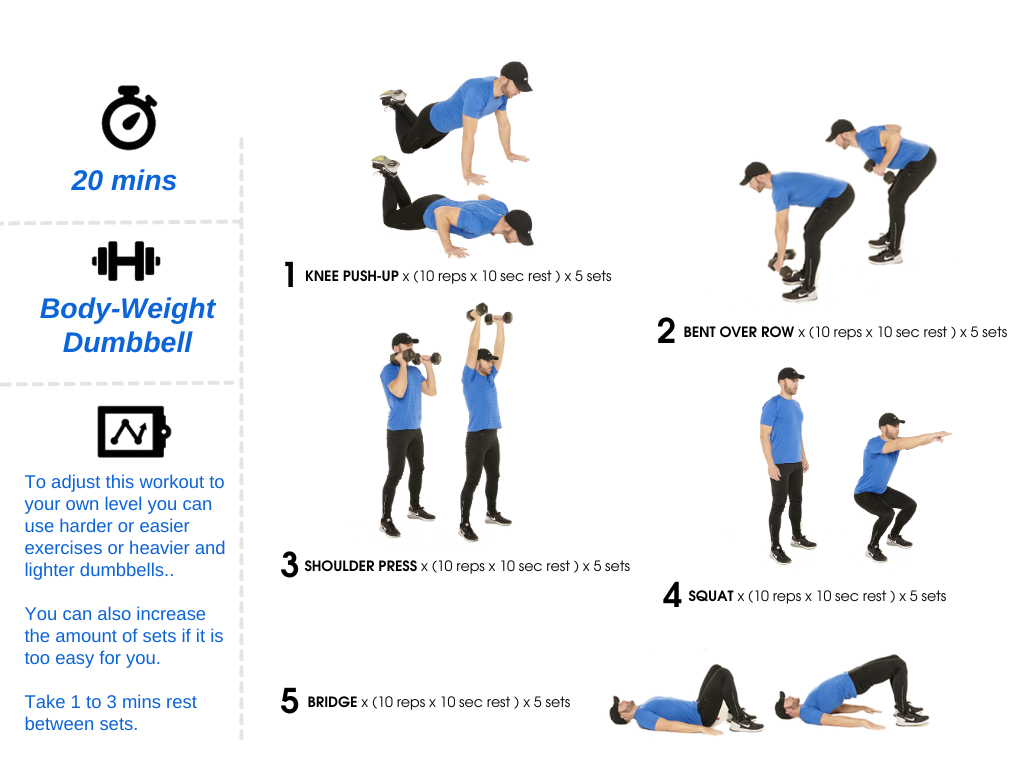 20 mins
Body-Weight
Dumbbell
To adjust this workout to
your own level you can
use harder or easier
exercises or heavier and
lighter dumbbells..
You can also increase
the amount of sets if it is
too easy for you.
Take 1 to 3 mins rest
between sets.
1 KNEE PUSH-UP x (10 reps x 10 sec rest ) x 5 sets
2 BENT OVER ROW x (10 reps x 10 sec rest ) x 5 sets
3 SHOULDER PRESS x (10 reps x 10 sec rest ) x 5 sets
4 SQUAT x (10 reps x 10 sec rest ) x 5 sets
5 BRIDGE x (10 reps x 10 sec rest ) x 5 sets